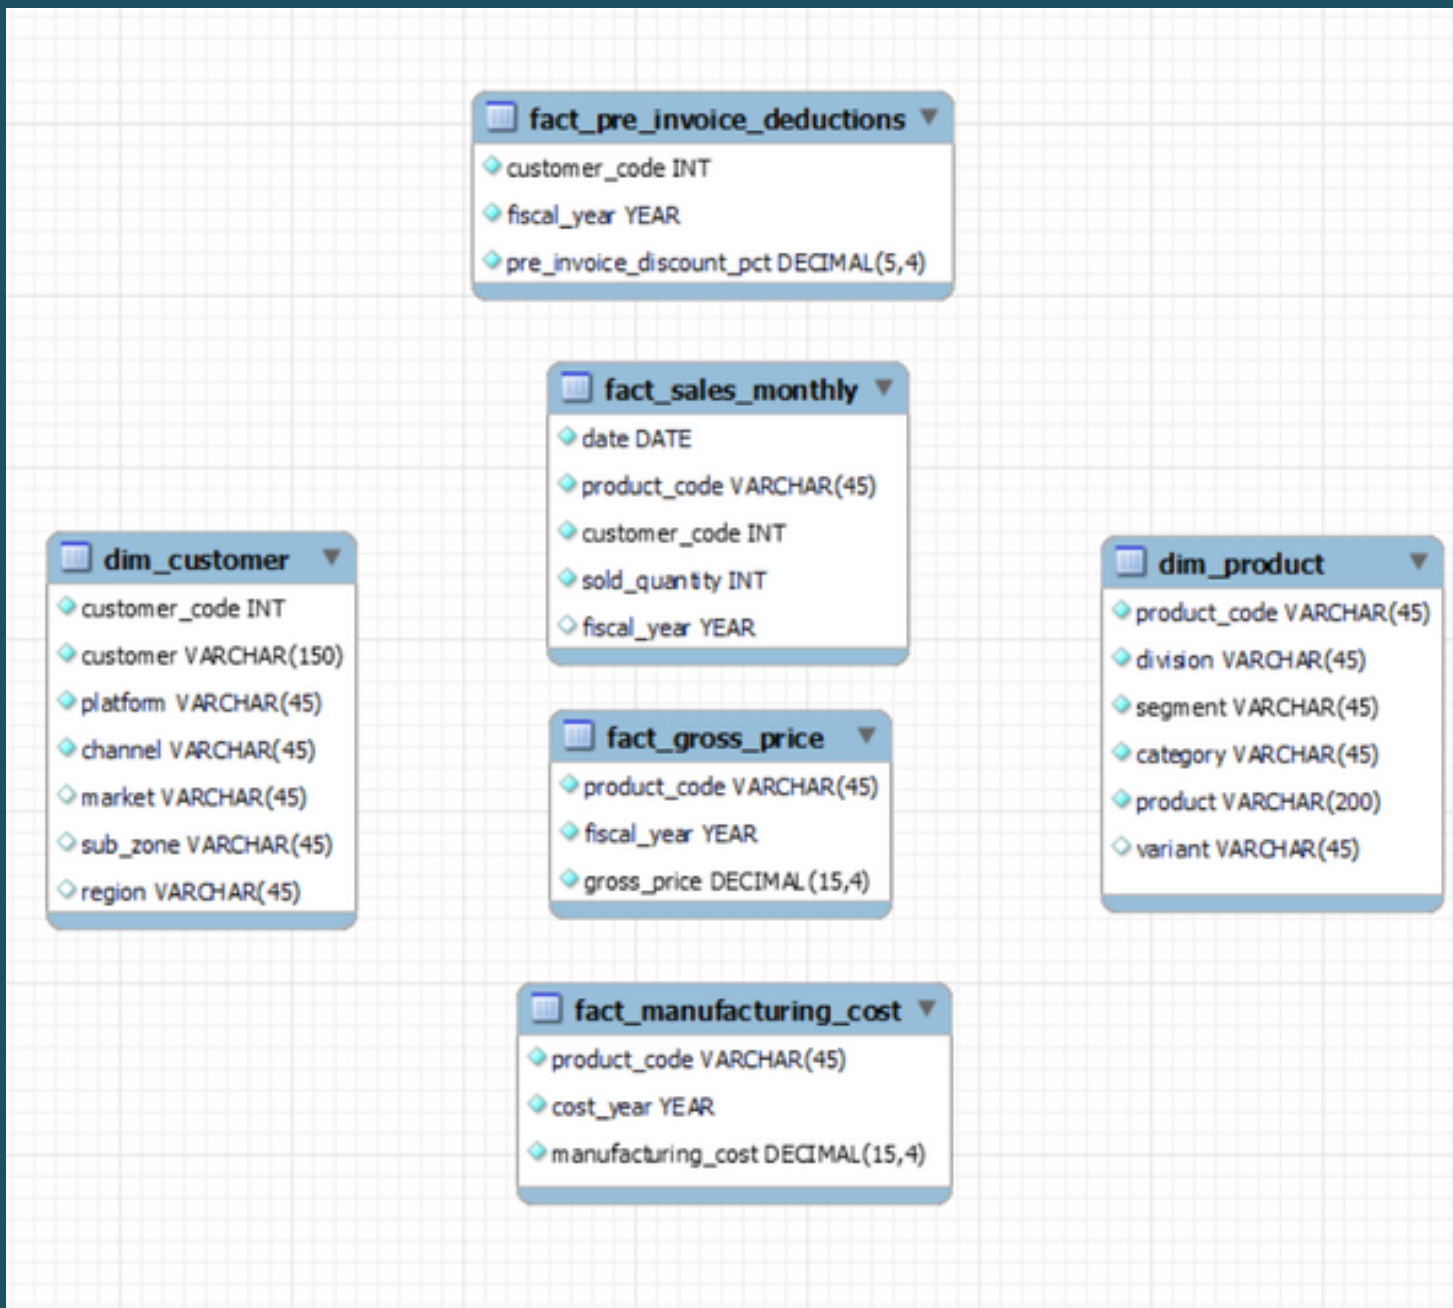 fact_pre_invoice_deductions
customer_code INT
fiscal_year YEAR
pre_invoice_discount_pct DECIMAL(5,4)
fact_sales_monthly
date DATE
product_code VARCHAR(45)
customer_code INT
sold_quantity INT
fiscal_year YEAR
dim_customer
customer_code INT
customer VARCHAR(150)
platform VARCHAR(45)
channel VARCHAR(45)
market VARCHAR(45)
sub_zone VARCHAR(45)
region VARCHAR(45)
dim_product
product_code VARCHAR(45)
division VARCHAR(45)
segment VARCHAR(45)
category VARCHAR(45)
product VARCHAR(200)
variant VARCHAR(45)
fact_gross_price
product_code VARCHAR(45)
fiscal_year YEAR
gross_price DECIMAL(15,4)
fact_manufacturing_cost
product_code VARCHAR(45)
cost_year YEAR
manufacturing_cost DECIMAL(15,4)